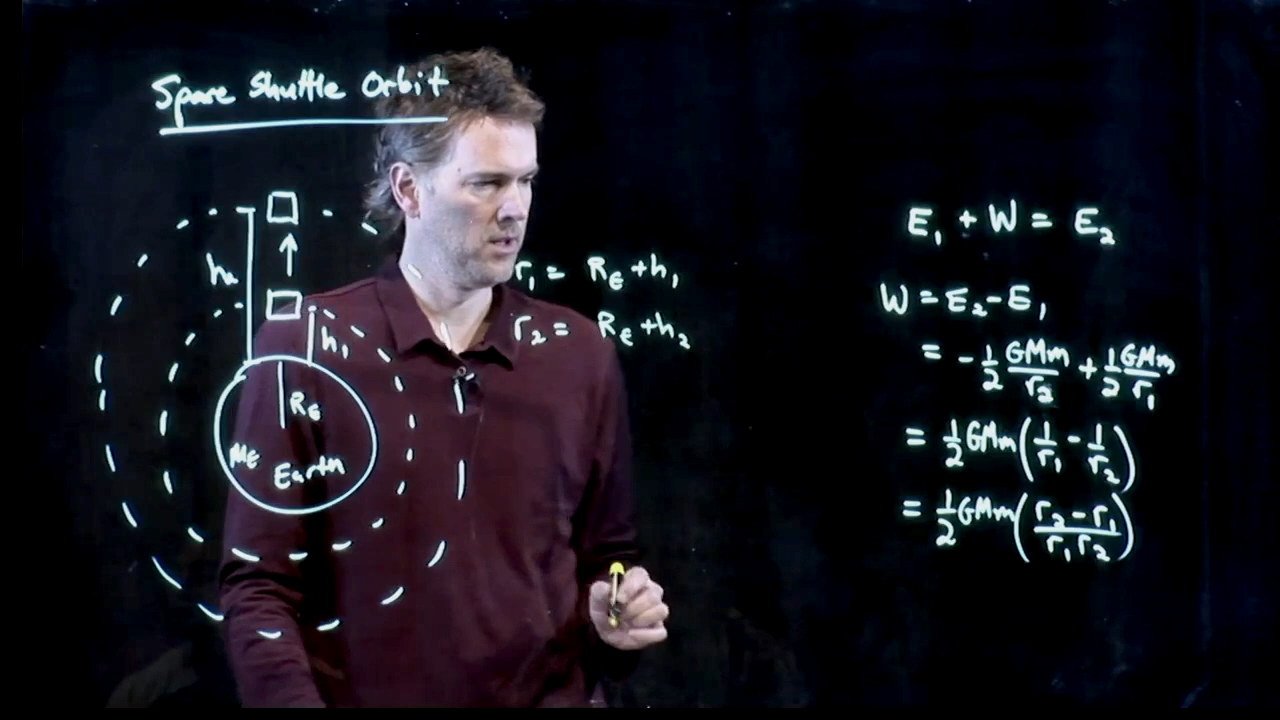 Space Shuttle Orbit
h₂
h₁
R_E
M_E
Earth
r₁ = R_E + h₁
r₂ = R_E + h₂
E₁ + W = E₂
W = E₂ - E₁
= - 1/2 GMm/r₂ + 1/2 GMm/r₁
= 1/2 GMm (1/r₁ - 1/r₂)
= 1/2 GMm ((r₂ - r₁)/(r₁r₂))